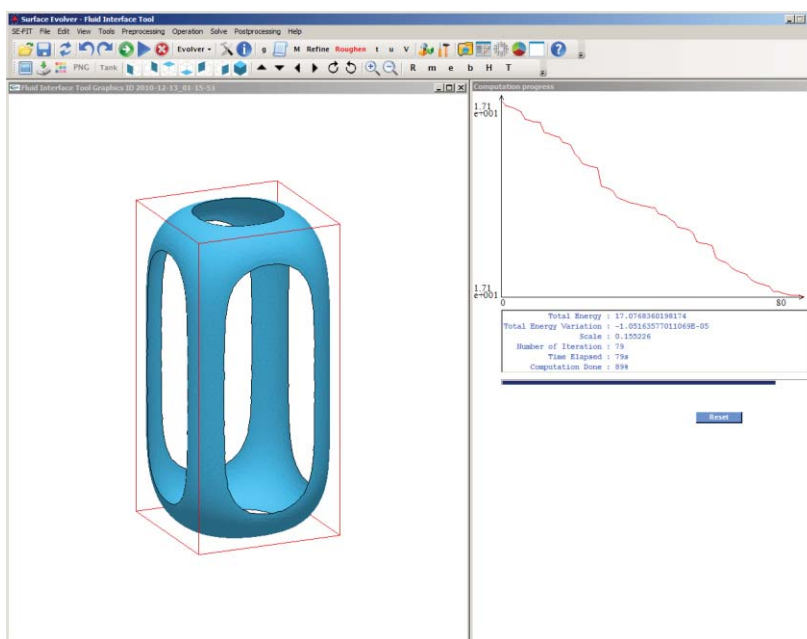 Surface Evolver - Fluid Interface Tool
SE-FIT File Edit View Tools Preprocessing Operation Solve Postprocessing Help
Evolver g M Refine Roughen t u V
PNC Tank R m e b H T
Fluid Interface Tool Graphics ID 2010-12-13_01-15-51
Computation progress
1.71
e+001
1.71
e+001
0 80
Total Energy : 17.0768360198174
Total Energy Variation : -1.05163577011069E-05
Scale : 0.155226
Number of Iteration : 79
Time Elapsed : 79s
Computation Done : 89%
Reset